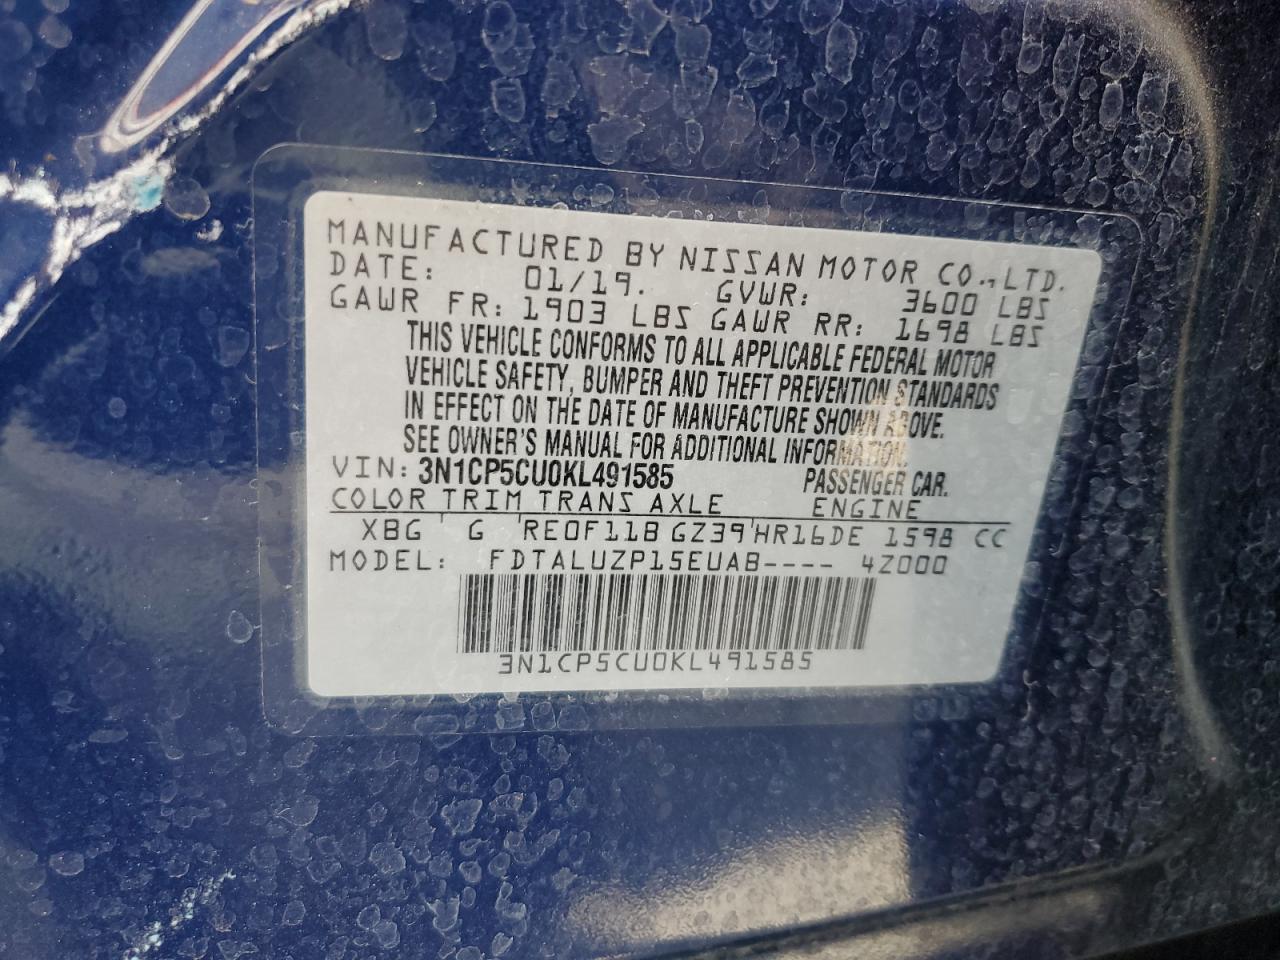 MANUFACTURED BY NISSAN MOTOR CO.,LTD.
DATE: 01/19. GVWR: 3600 LBS
GAWR FR: 1903 LBS GAWR RR: 1698 LBS
THIS VEHICLE CONFORMS TO ALL APPLICABLE FEDERAL MOTOR
VEHICLE SAFETY, BUMPER AND THEFT PREVENTION STANDARDS
IN EFFECT ON THE DATE OF MANUFACTURE SHOWN ABOVE.
SEE OWNER'S MANUAL FOR ADDITIONAL INFORMATION.
VIN: 3N1CP5CU0KL491585 PASSENGER CAR.
COLOR TRIM TRANS AXLE ENGINE
XBG G RE0F11B GZ39 HR16DE 1598 CC
MODEL: FDTALUZP15EUAB---- 4Z000
3N1CP5CU0KL491585